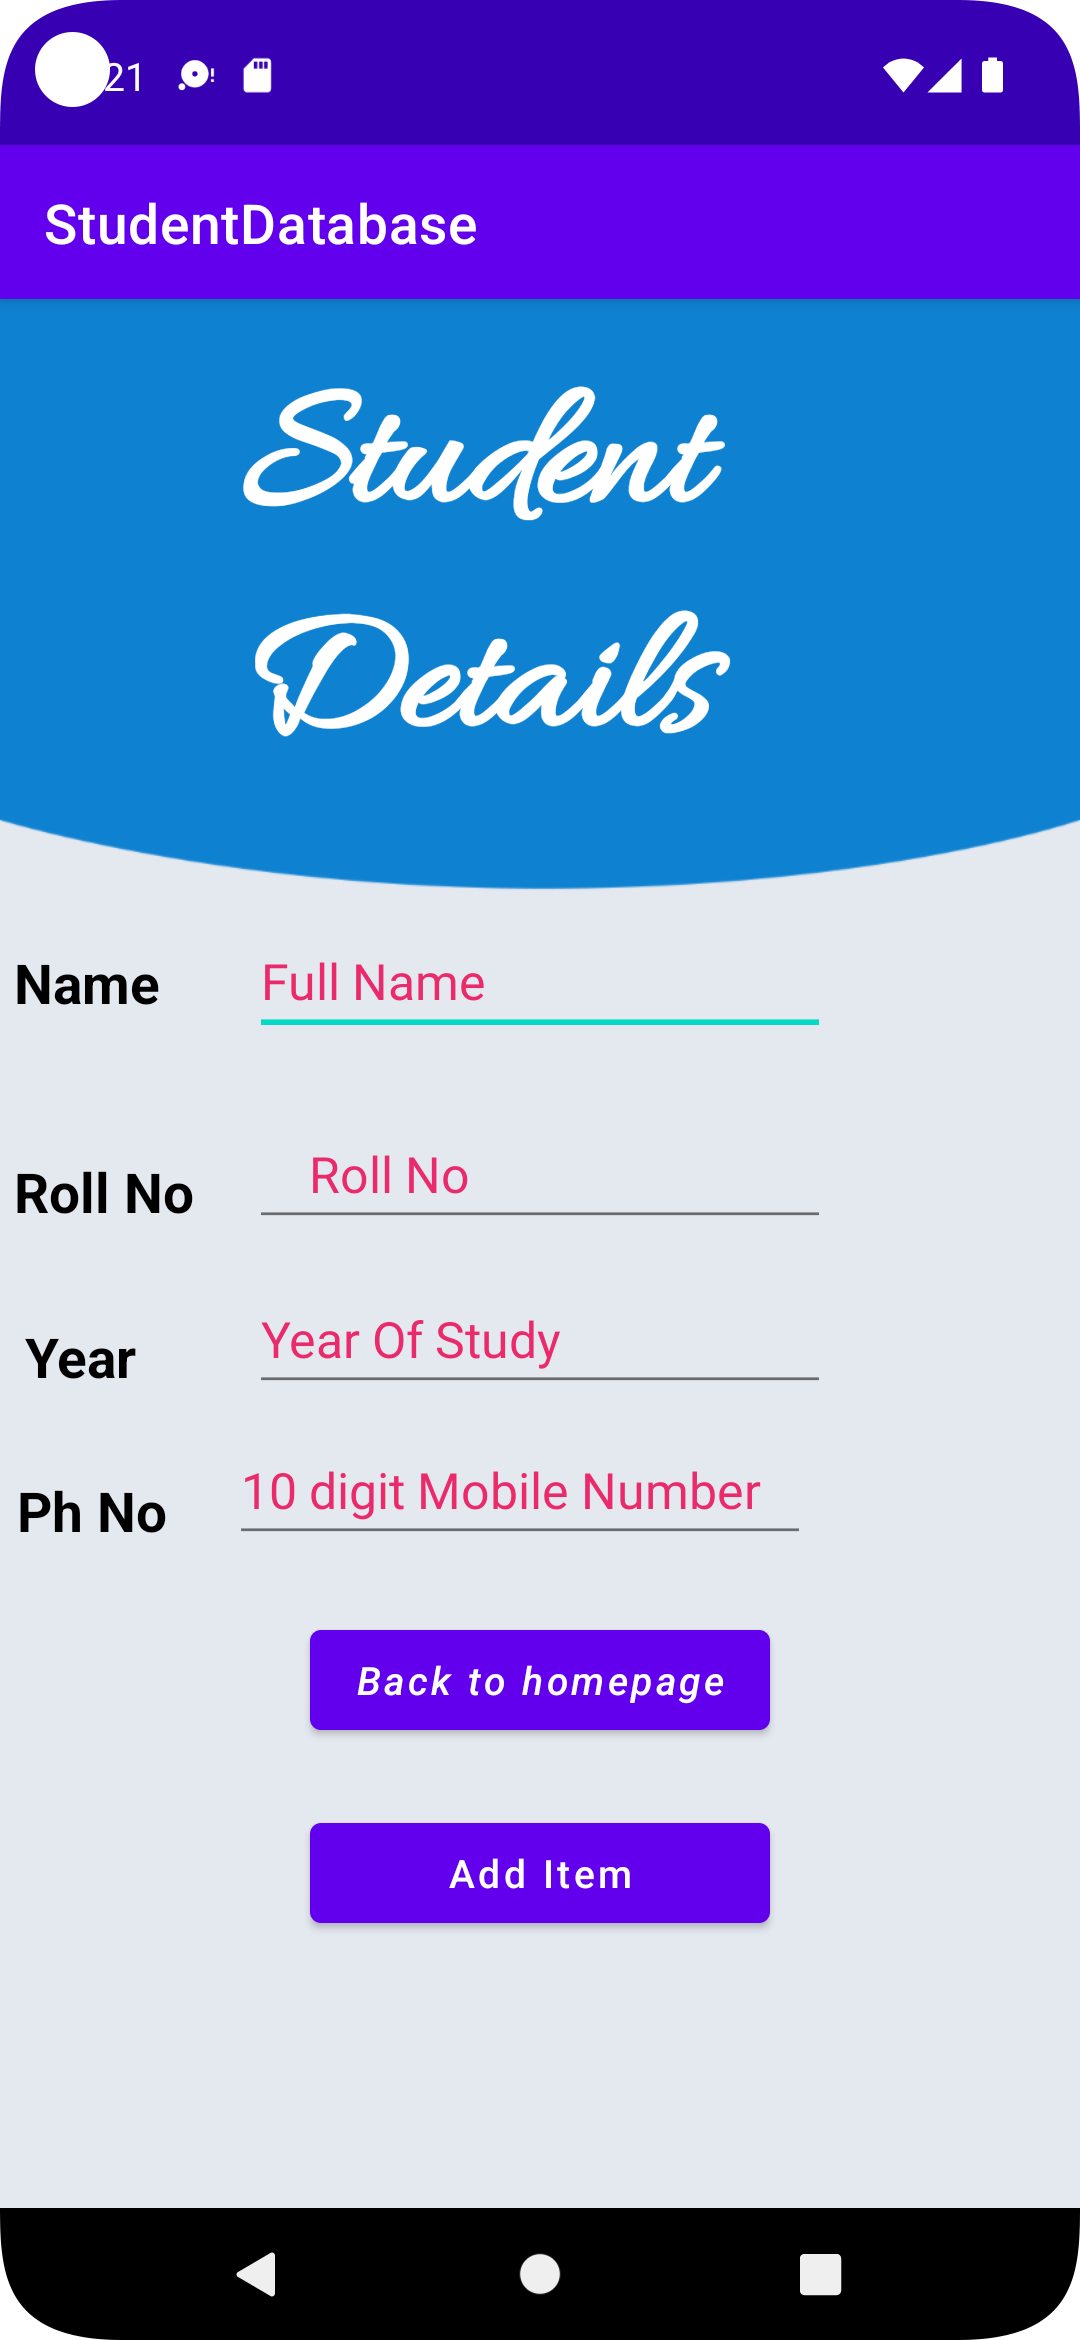 21
StudentDatabase
Student
Details
Name Full Name
Roll No Roll No
Year Year Of Study
Ph No 10 digit Mobile Number
Back to homepage
Add Item